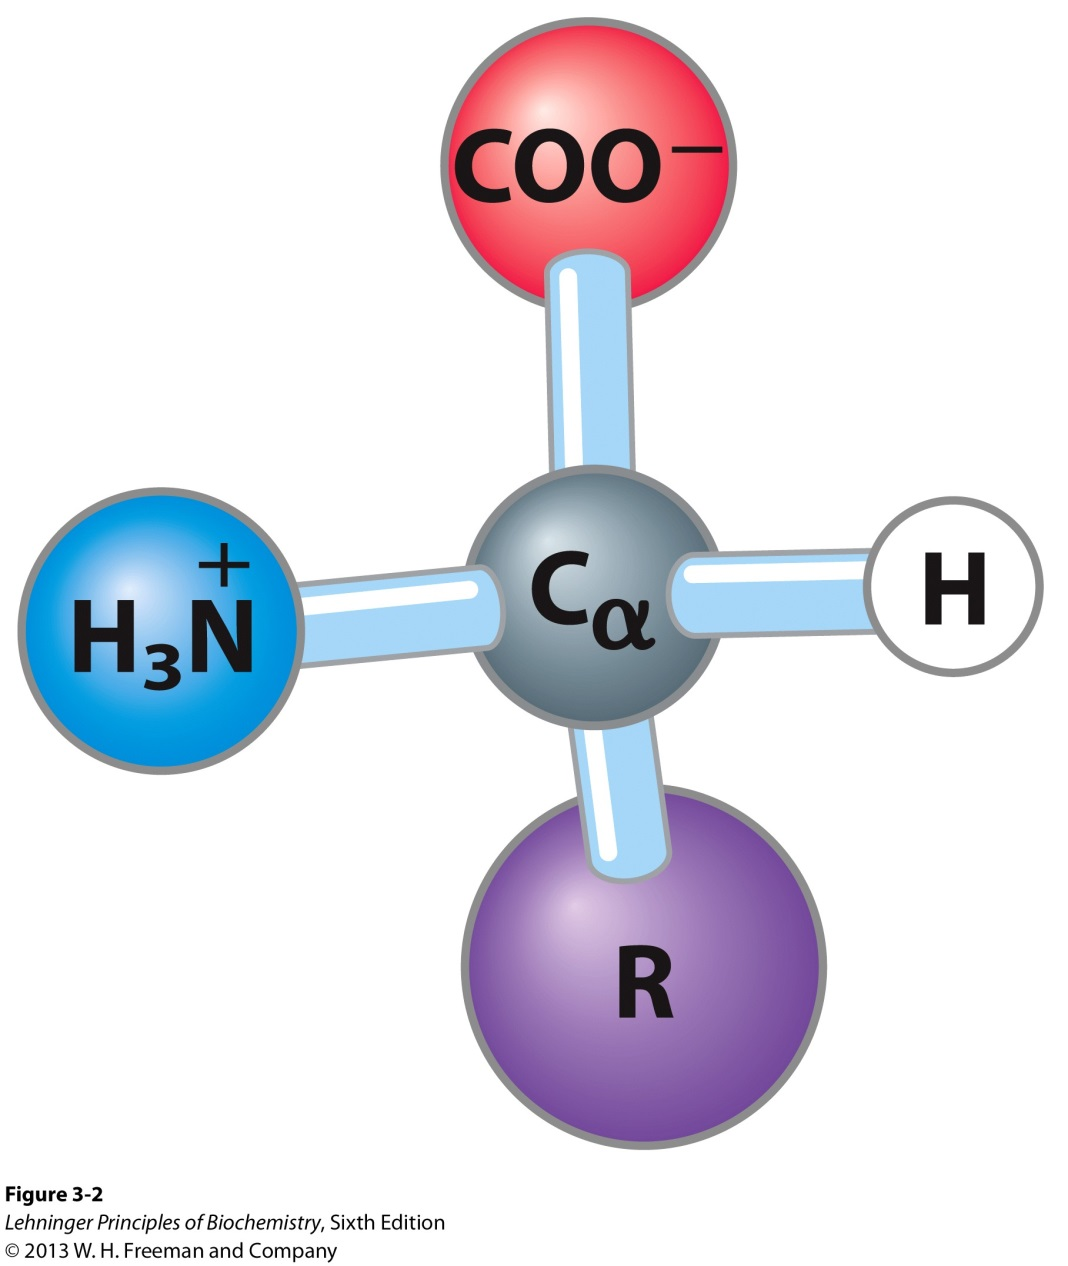 COO⁻
H₃N⁺
Cα
H
R
Figure 3-2
Lehninger Principles of Biochemistry, Sixth Edition
© 2013 W. H. Freeman and Company